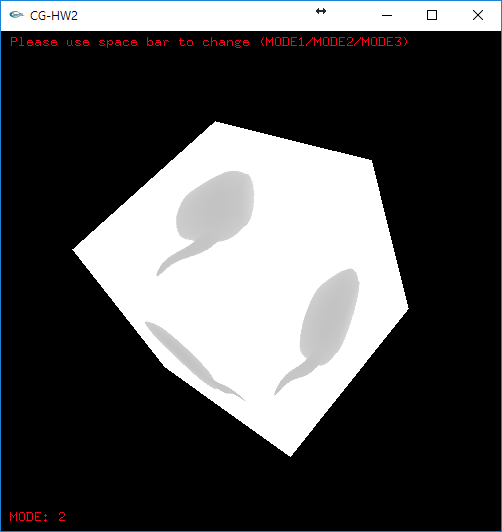 CG-HW2
Please use space bar to change (MODE1/MODE2/MODE3)
MODE: 2